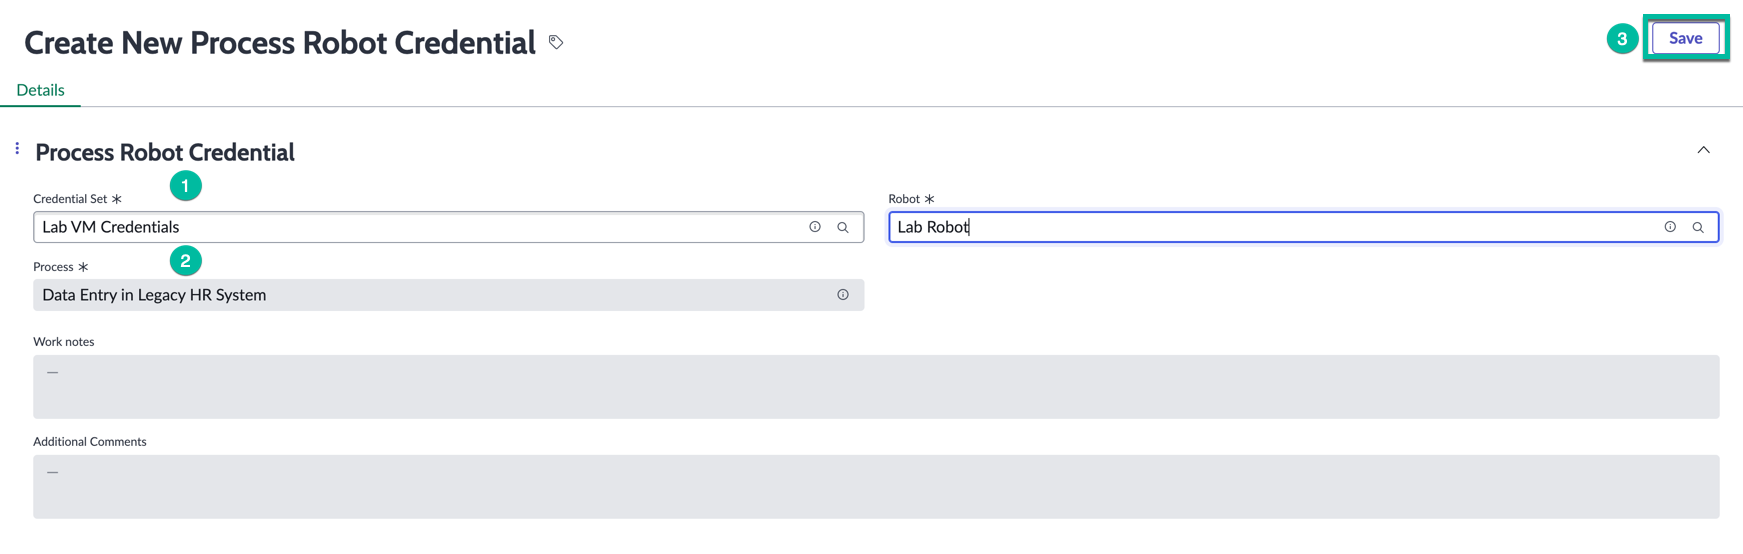 Create New Process Robot Credential
3
Save
Details
Process Robot Credential
1
Credential Set *
Robot *
Lab VM Credentials
Lab Robot
2
Process *
Data Entry in Legacy HR System
Work notes
—
Additional Comments
—